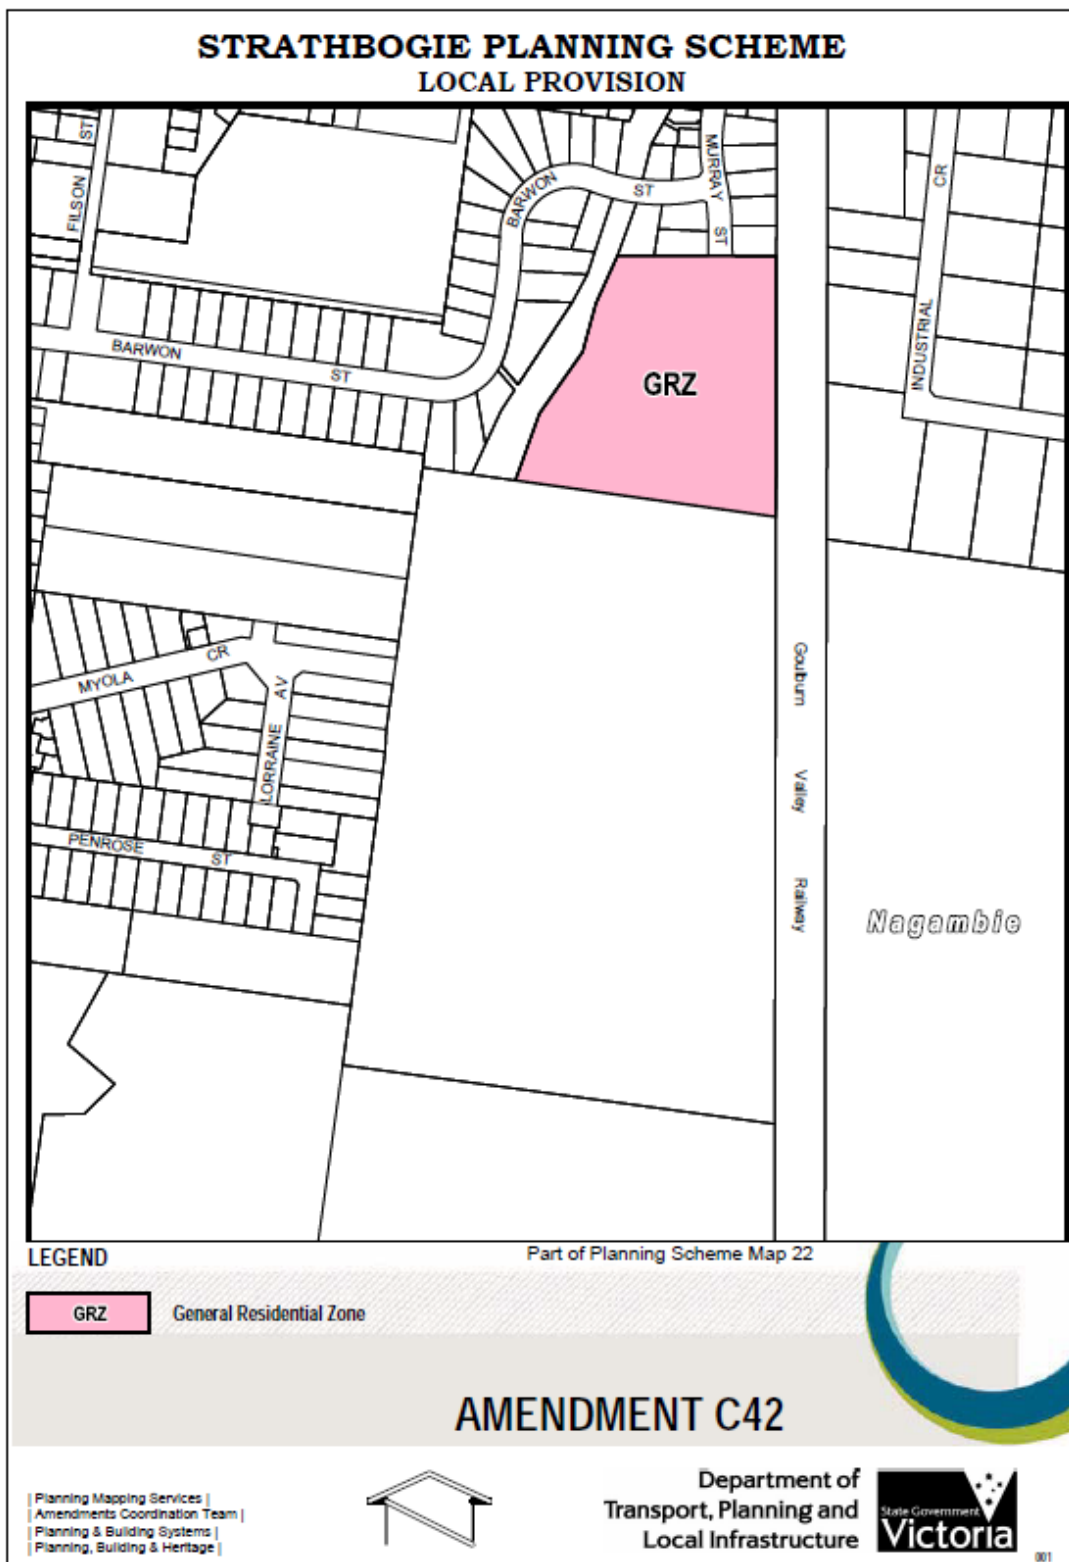 STRATHBOGIE PLANNING SCHEME
LOCAL PROVISION
FILSON ST
BARWON ST
MURRAY ST
INDUSTRIAL CR
BARWON ST
GRZ
MYOLA CR
LORRAINE AV
PENROSE ST
Goulburn Valley Railway
Nagambie
LEGEND
Part of Planning Scheme Map 22
GRZ General Residential Zone
AMENDMENT C42
| Planning Mapping Services |
| Amendments Coordination Team |
| Planning & Building Systems |
| Planning, Building & Heritage |
Department of
Transport, Planning and
Local Infrastructure
State Government
Victoria
001